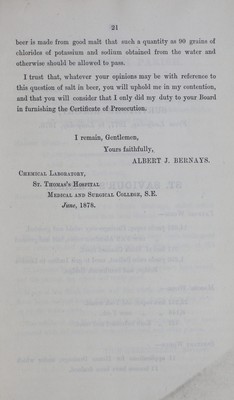 21
beer is made from good malt that such a quantity as 90 grains of
chlorides of potassium and sodium obtained from the water and
otherwise should be allowed to pass.
I trust that, whatever your opinions may be with reference to
this question of salt in beer, you will uphold me in my contention,
and that you will consider that I only did my duty to your Board
in furnishing the Certificate of Prosecution.
I remain, Gentlemen,
Yours faithfully,
ALBERT J. BERNAYS.
Chemical Laboratory,
St. Thomas's Hospital
Medical and Surgical College, S.E.
June, 1878.